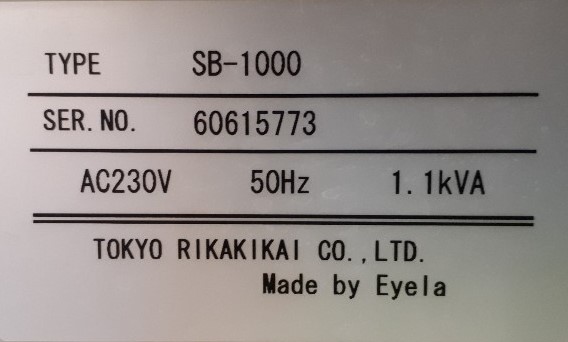 TYPE SB-1000
SER. NO. 60615773
AC230V 50Hz 1.1kVA
TOKYO RIKAKIKAI CO.,LTD.
Made by Eyela